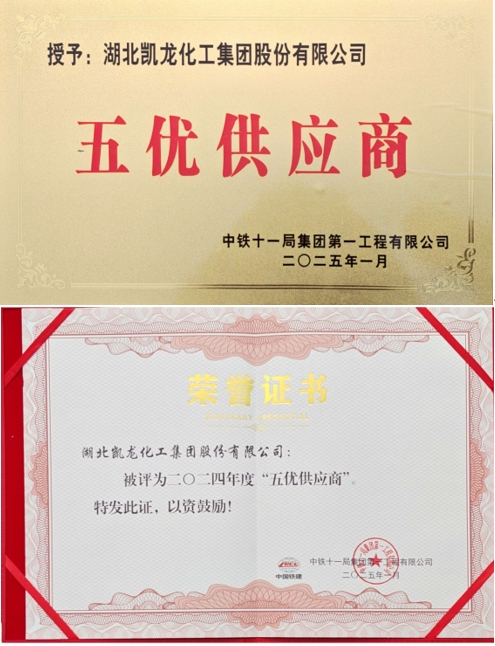 授予：湖北凯龙化工集团股份有限公司
五优供应商
中铁十一局集团第一工程有限公司
二〇二五年一月
荣誉证书
湖北凯龙化工集团股份有限公司：
被评为二〇二四年度“五优供应商”。
特发此证，以资鼓励！
中国铁建
中铁十一局集团第一工程有限公司
二〇二五年一月